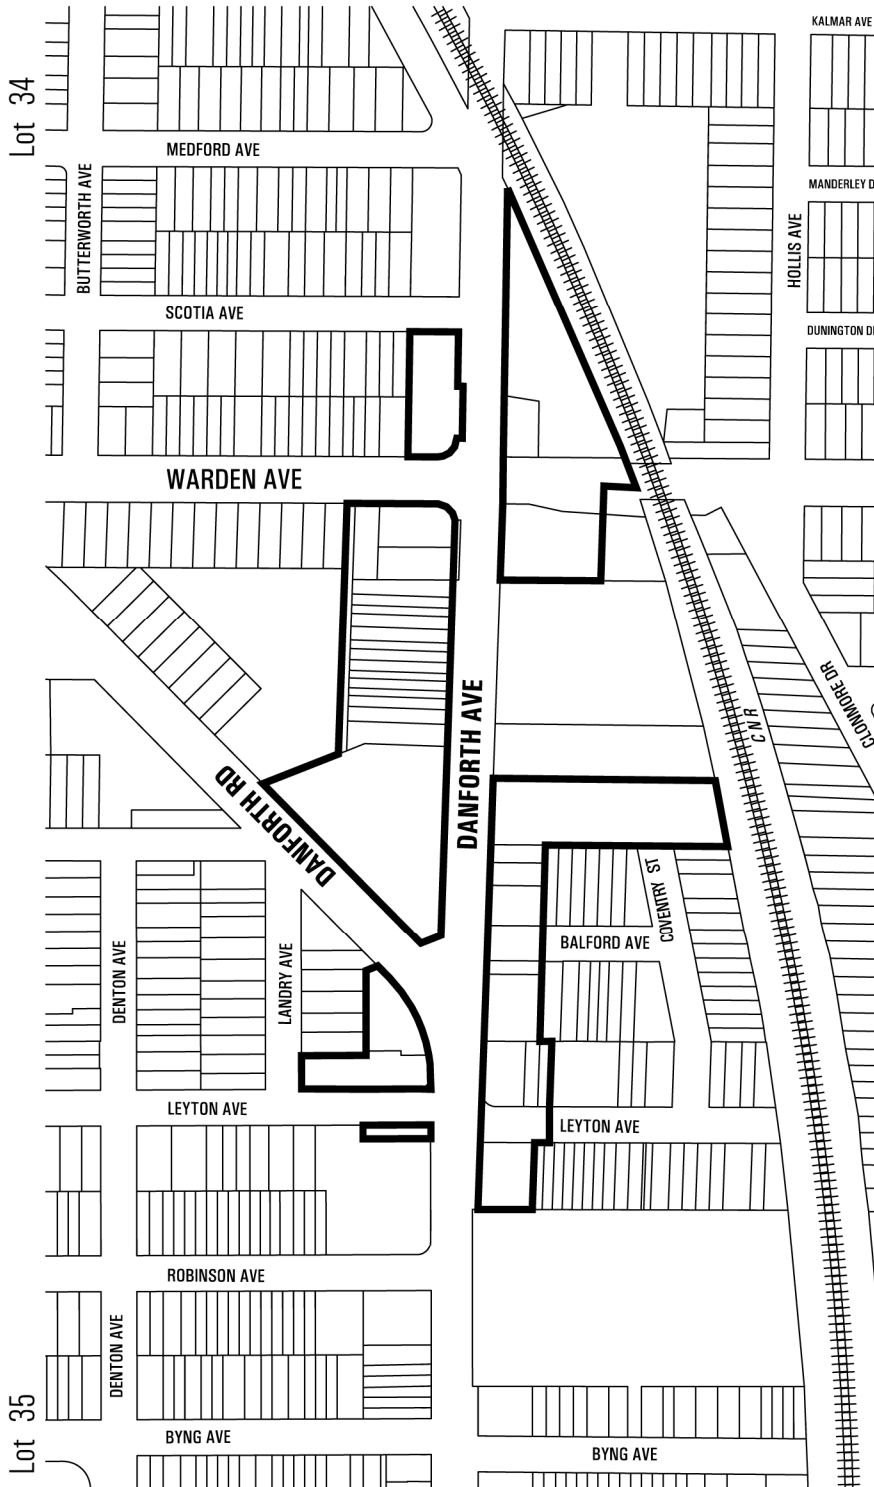 KALMAR AVE
Lot 34
MEDFORD AVE
BUTTERWORTH AVE
MANDERLEY D
HOLLIS AVE
SCOTIA AVE
DUNINGTON D
WARDEN AVE
DANFORTH AVE
CLONMORE DR
C N R
DANFORTH RD
COVENTRY ST
BALFORD AVE
DENTON AVE
LANDRY AVE
LEYTON AVE
LEYTON AVE
ROBINSON AVE
DENTON AVE
Lot 35
BYNG AVE
BYNG AVE